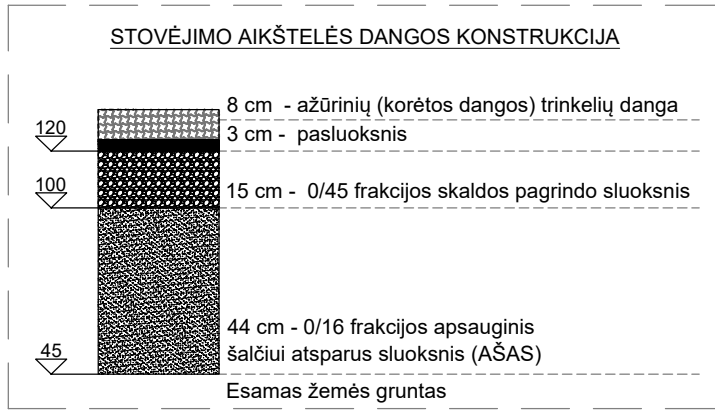 STOVĖJIMO AIKŠTELĖS DANGOS KONSTRUKCIJA
8 cm - ažūrinių (korėtos dangos) trinkelių danga
120
3 cm - pasluoksnis
100
15 cm - 0/45 frakcijos skaldos pagrindo sluoksnis
44 cm - 0/16 frakcijos apsauginis
45
šalčiui atsparus sluoksnis (AŠAS)
Esamas žemės gruntas